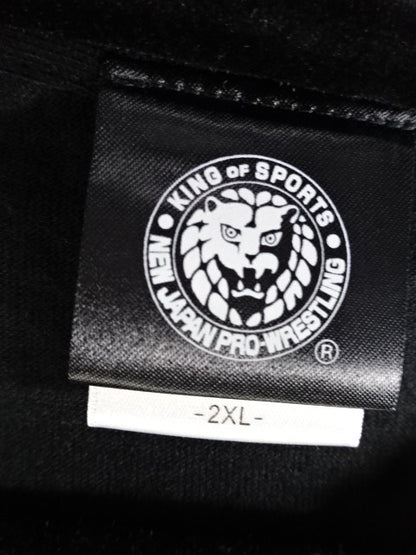 • KING OF SPORTS •
NEW JAPAN PRO-WRESTLING
®
-2XL-